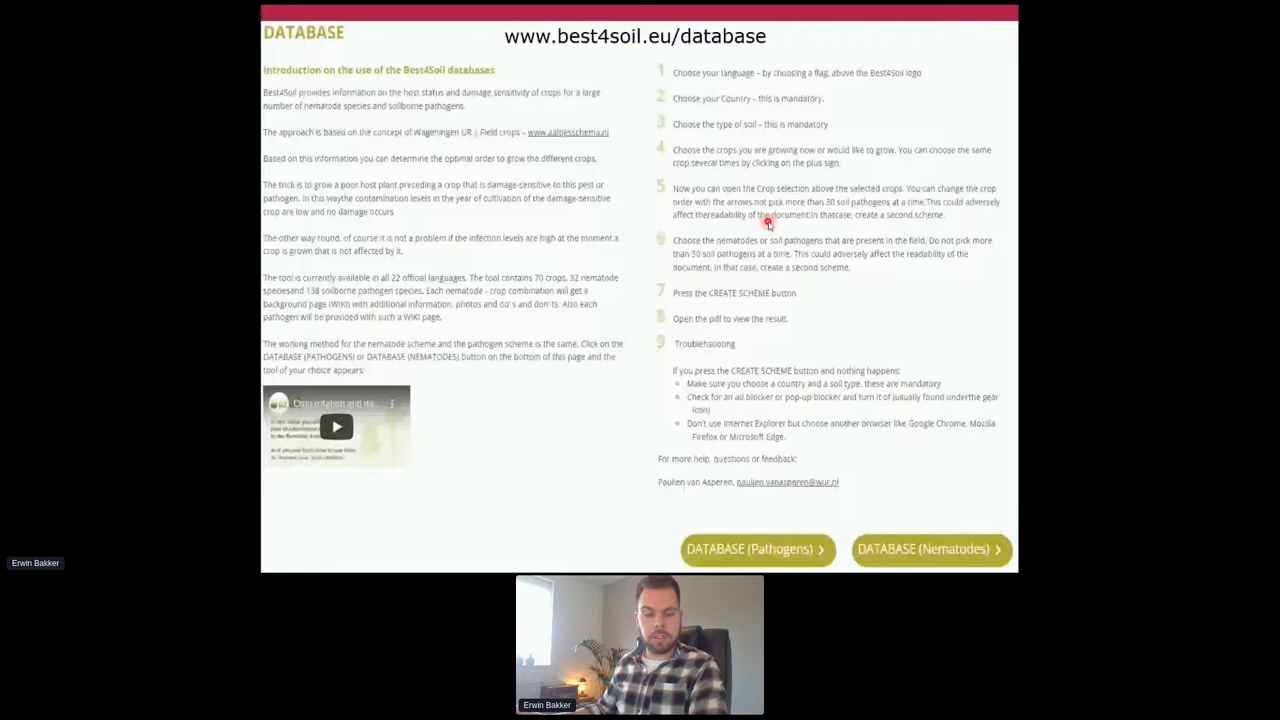 DATABASE
www.best4soil.eu/database
Introduction on the use of the Best4Soil databases
Best4Soil provides information on the host status and damage sensitivity of crops for a large
number of nematode species and soilborne pathogens.
The approach is based on the concept of Wageningen UR | Field crops – www.aaltjesschema.nl
Based on this information you can determine the optimal order to grow the different crops.
The trick is to grow a poor host plant preceding a crop that is damage-sensitive to this pest or
pathogen. In this waythe contamination levels in the year of cultivation of the damage-sensitive
crop are low and no damage occurs
The other way round, of course, it is not a problem if the infection levels are high at the moment a
crop is grown that is not affected by it.
The tool is currently available in all 22 official languages. The tool contains 70 crops, 32 nematode
speciesand 138 soilborne pathogen species. Each nematode - crop combination will get a
background page (WIKI) with additional information, photos and do's and don'ts. Also each
pathogen will be provided with such a WIKI page.
The working method for the nematode scheme and the pathogen scheme is the same. Click on the
DATABASE (PATHOGENS) or DATABASE (NEMATODES) button on the bottom of this page and the
tool of your choice appears:
Crop rotation and da...
1 Choose your language – by choosing a flag, above the Best4Soil logo
2 Choose your Country – this is mandatory.
3 Choose the type of soil – this is mandatory
4 Choose the crops you are growing now or would like to grow. You can choose the same
crop several times by clicking on the plus sign.
5 Now you can open the Crop selection above the selected crops. You can change the crop
order with the arrows.not pick more than 30 soil pathogens at a time.This could adversely
affect thereadability of the document.In thatcase, create a second scheme.
6 Choose the nematodes or soil pathogens that are present in the field. Do not pick more
than 30 soil pathogens at a time. This could adversely affect the readability of the
document. In that case, create a second scheme.
7 Press the CREATE SCHEME button
8 Open the pdf to view the result.
9 Troublehsooting
If you press the CREATE SCHEME button and nothing happens:
Make sure you choose a country and a soil type, these are mandatory
Check for an ad blocker or pop-up blocker and turn it of (usually found underthe gear
icon)
Don't use Internet Explorer but choose another browser like Google Chrome, Mozilla
Firefox or Microsoft Edge.
For more help, questions or feedback:
Paulien van Asperen, paulien.vanasperen@wur.nl
DATABASE (Pathogens) ❯
DATABASE (Nematodes) ❯
Erwin Bakker
Erwin Bakker